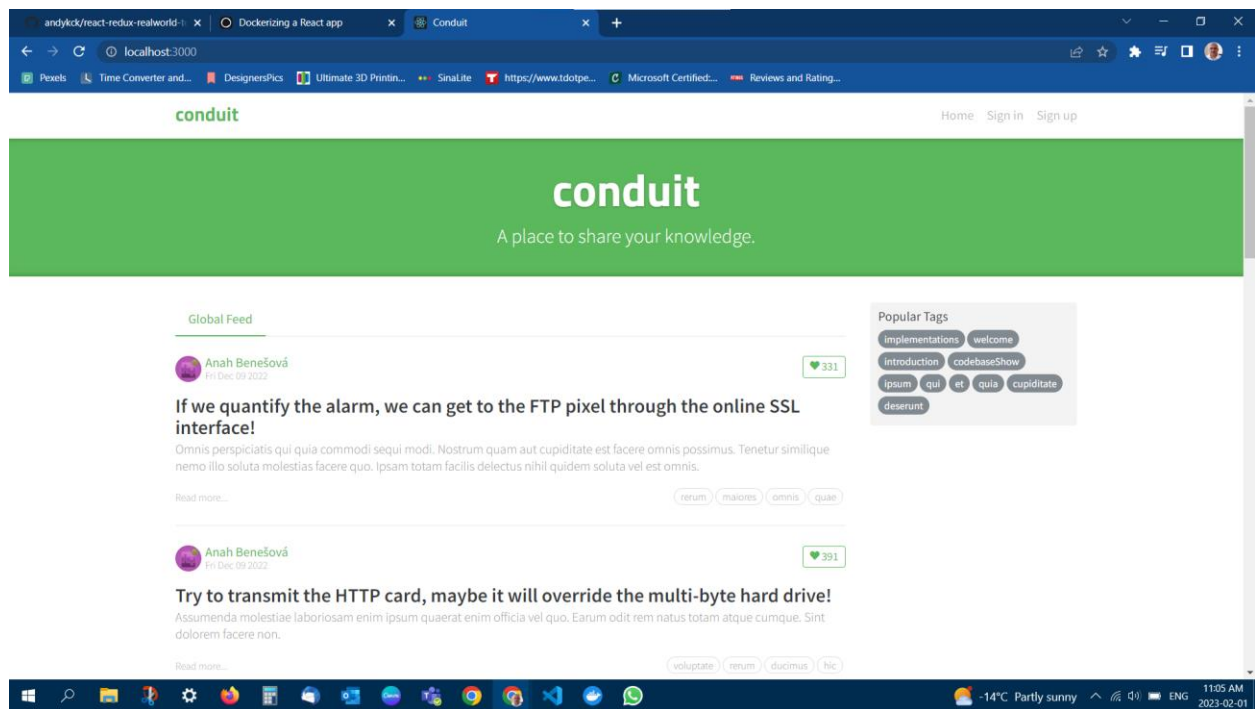 andykck/react-redux-realworld-
Dockerizing a React app
Conduit
localhost:3000
Pexels
Time Converter and...
DesignersPics
Ultimate 3D Printin...
SinaLite
https://www.tdotpe...
Microsoft Certified:...
Reviews and Rating...
conduit
Home Sign in Sign up
conduit
A place to share your knowledge.
Global Feed
Anah Benešová
Fri Dec 09 2022
331
If we quantify the alarm, we can get to the FTP pixel through the online SSL
interface!
Omnis perspiciatis qui quia commodi sequi modi. Nostrum quam aut cupiditate est facere omnis possimus. Tenetur similique
nemo illo soluta molestias facere quo. Ipsam totam facilis delectus nihil quidem soluta vel est omnis.
Read more...
rerum maiores omnis quae
Anah Benešová
Fri Dec 09 2022
391
Try to transmit the HTTP card, maybe it will override the multi-byte hard drive!
Assumenda molestiae laboriosam enim ipsum quaerat enim officia vel quo. Earum odit rem natus totam atque cumque. Sint
dolorem facere non.
Read more...
voluptate rerum ducimus hic
Popular Tags
implementations welcome
introduction codebaseShow
ipsum qui et quia cupiditate
deserunt
-14°C Partly sunny
ENG
11:05 AM
2023-02-01